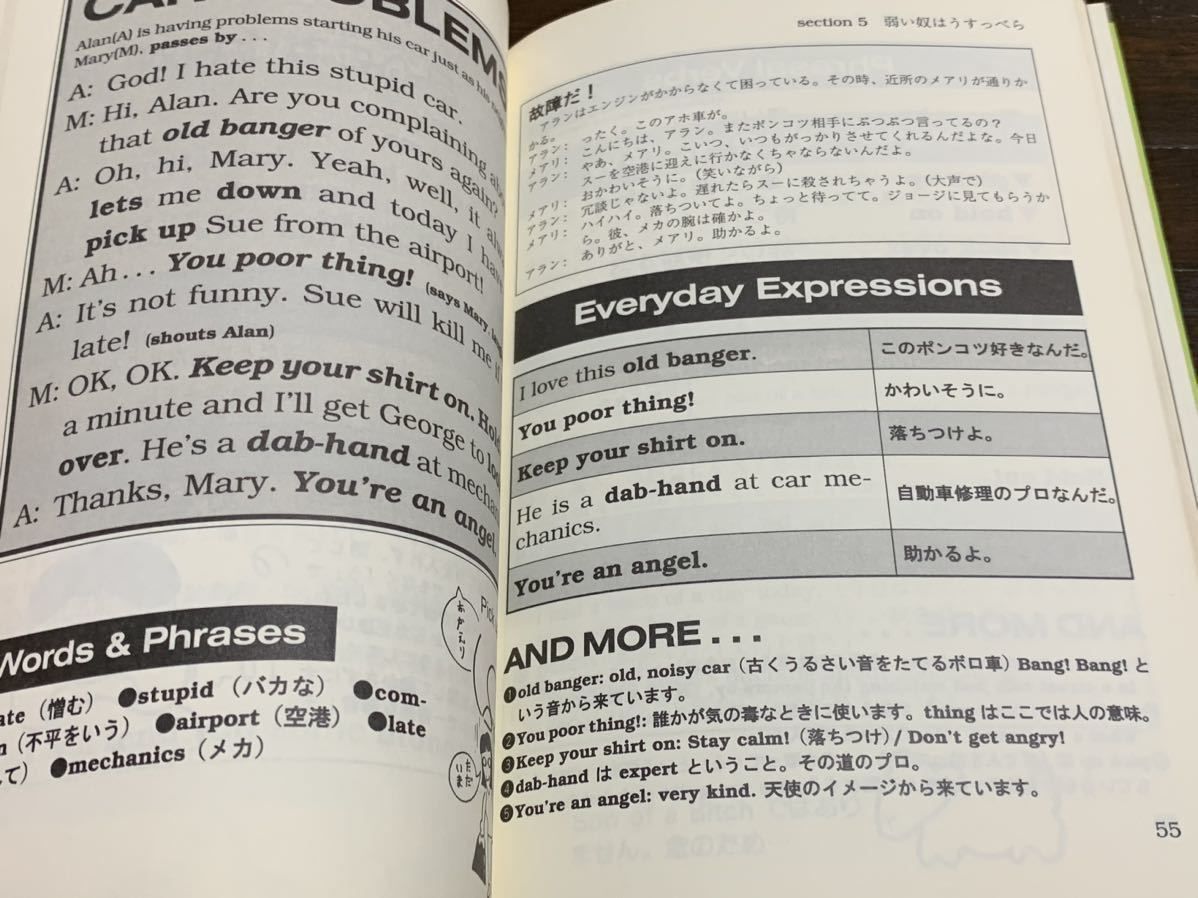 CAR PROBLEMS
Alan(A) is having problems starting his car just as his
Mary(M), passes by . . .
A: God! I hate this stupid car.
M: Hi, Alan. Are you complaining
that old banger of yours again?
A: Oh, hi, Mary. Yeah, well, it
lets me down and today I have
pick up Sue from the airport!
M: Ah . . . You poor thing! (says Mary,
A: It's not funny. Sue will kill me if
late! (shouts Alan)
M: OK, OK. Keep your shirt on. Hold
a minute and I'll get George to
over. He's a dab-hand at
A: Thanks, Mary. You're an angel.
Words & Phrases
(憎む) ●stupid (バカな) ●com-
(不平をいう) ●airport (空港) ●late
●mechanics (メカ)
おかえり
ただいま
section 5 弱い奴はうすっぺら
故障だ!
アランはエンジンがかからなくて困っている。その時、近所のメアリが通りか
かる。
アラン: ったく。このアホ車が。
メアリ: こんにちは、アラン。またポンコツ相手にぶつぶつ言ってるの?
アラン: やあ、メアリ。こいつ、いつもがっかりさせてくれるんだよな。今日
スーを空港に迎えに行かなくちゃならないんだよ。
メアリ: おかわいそうに。(笑いながら)
アラン: 冗談じゃないよ。遅れたらスーに殺されちゃうよ。(大声で)
メアリ: ハイハイ。落ちついてよ。ちょっと待ってて。ジョージに見てもらうか
ら。彼、メカの腕は確かよ。
アラン: ありがと、メアリ。助かるよ。
Everyday Expressions
I love this old banger.
このポンコツ好きなんだ。
You poor thing!
かわいそうに。
Keep your shirt on.
落ちつけよ。
He is a dab-hand at car me-
chanics.
自動車修理のプロなんだ。
You're an angel.
助かるよ。
AND MORE . . .
❶old banger: old, noisy car (古くうるさい音をたてるボロ車) Bang! Bang! と
いう音から来ています。
❷You poor thing!: 誰かが気の毒なときに使います。thing はここでは人の意味。
❸Keep your shirt on: Stay calm! (落ちつけ) / Don't get angry!
❹dab-hand は expert ということ。その道のプロ。
❺You're an angel: very kind. 天使のイメージから来ています。
55